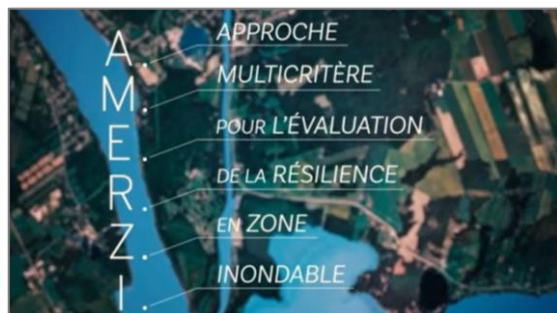 A. APPROCHE
M. MULTICRITÈRE
E. POUR L'ÉVALUATION
R. DE LA RÉSILIENCE
Z. EN ZONE
I. INONDABLE